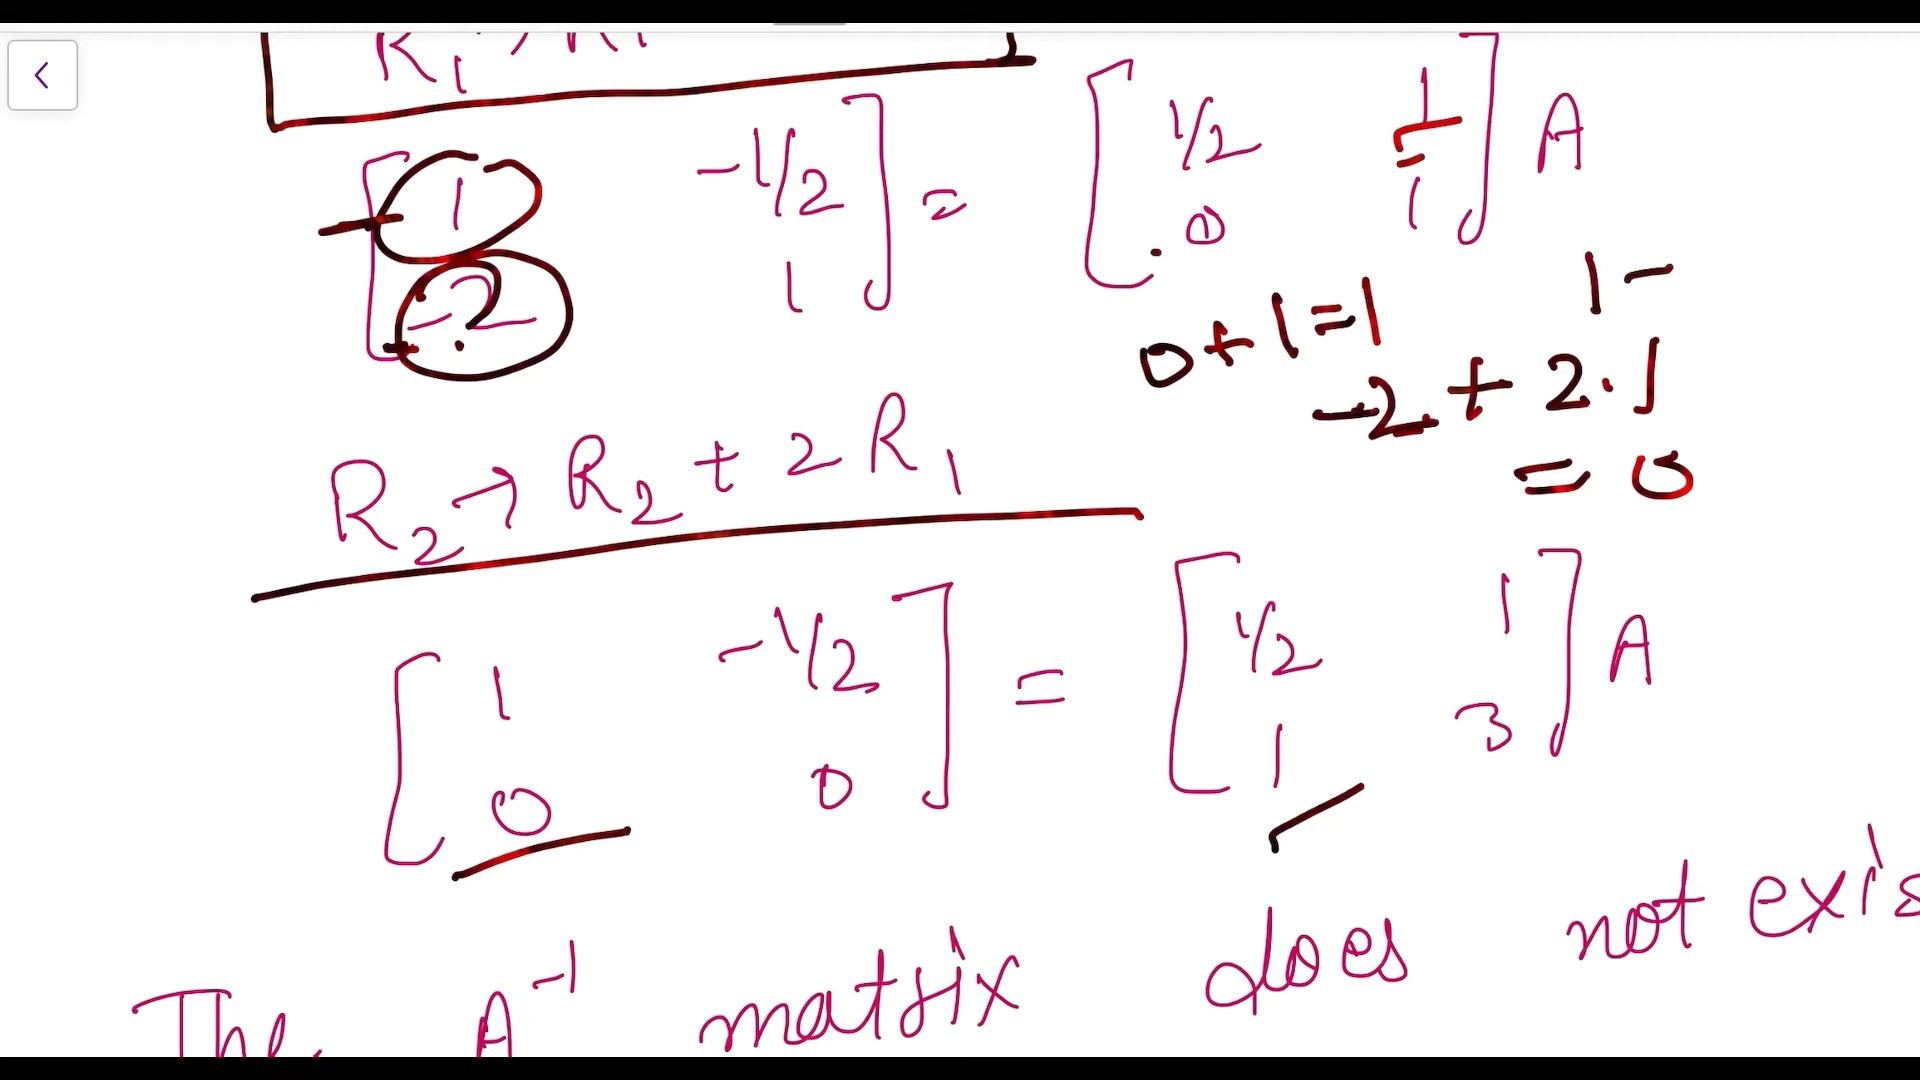 R₁ → R₁
[1 -1/2; -2 1] = [1/2 1; 0 1] A
0 + 1 = 1
1 -
-2 + 2·1
= 0
R₂ → R₂ + 2R₁
[1 -1/2; 0 0] = [1/2 1; 1 3] A
The A⁻¹ matrix does not exis